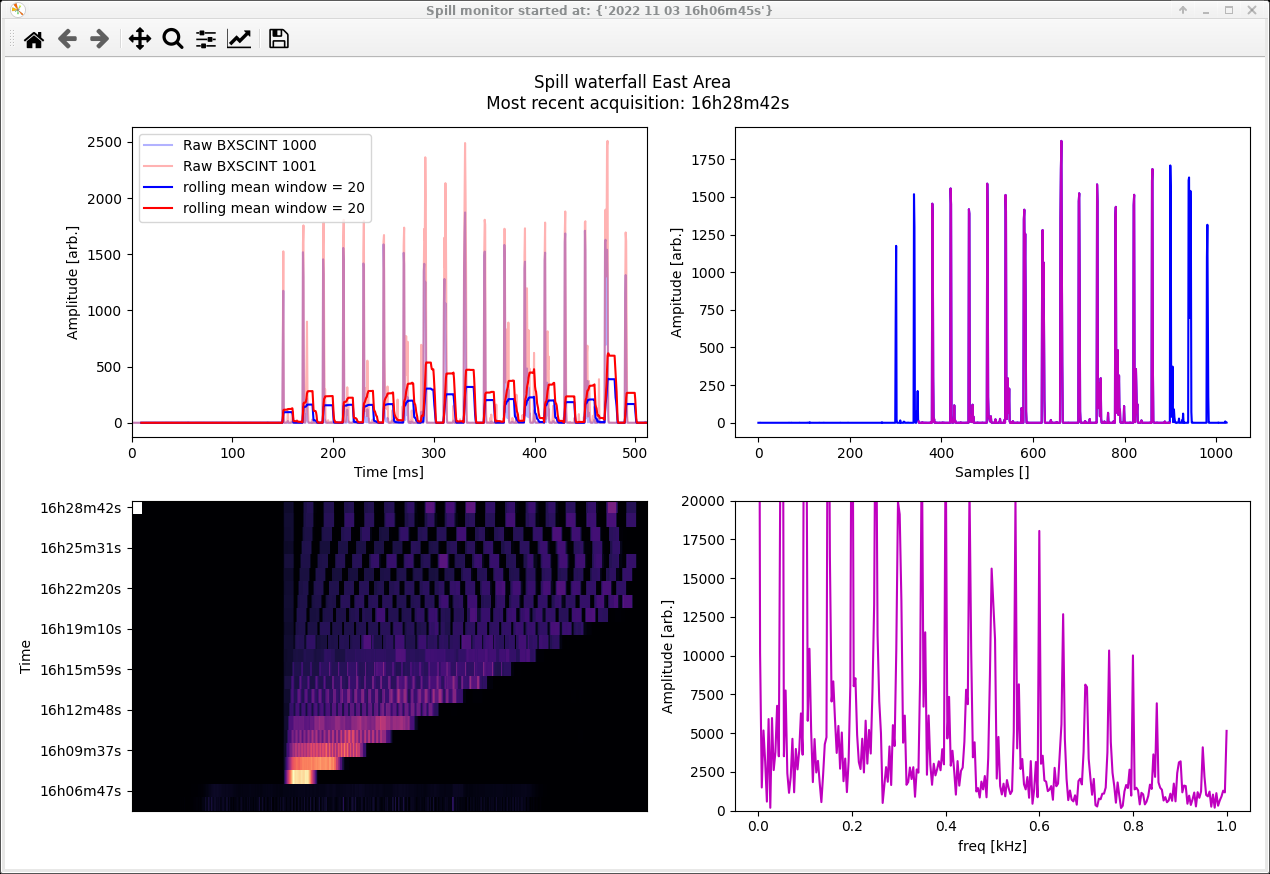 Spill monitor started at: {'2022 11 03 16h06m45s'}
Spill waterfall East Area
Most recent acquisition: 16h28m42s
Raw BXSCINT 1000
Raw BXSCINT 1001
rolling mean window = 20
rolling mean window = 20
Amplitude [arb.]
2500
2000
1500
1000
500
0
0 100 200 300 400 500
Time [ms]
Ampitude [arb.]
1750
1500
1250
1000
750
500
250
0
0 200 400 600 800 1000
Samples []
Time
16h28m42s
16h25m31s
16h22m20s
16h19m10s
16h15m59s
16h12m48s
16h09m37s
16h06m47s
Amplitude [arb.]
20000
17500
15000
12500
10000
7500
5000
2500
0
0.0 0.2 0.4 0.6 0.8 1.0
freq [kHz]